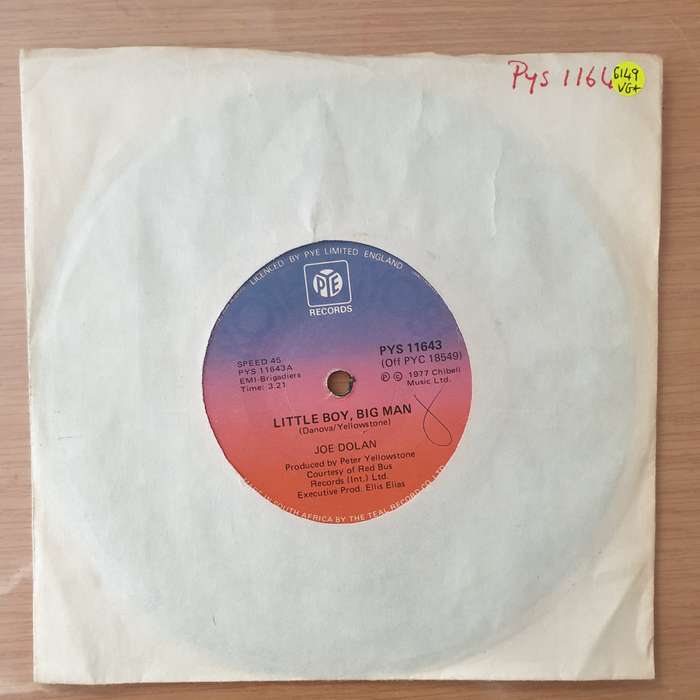 Pys 1164
6149
VG+
LICENCED BY PYE LIMITED ENGLAND
PYE
RECORDS
SPEED 45
PYS 11643A
EMI-Brigadiers
Time: 3.21
PYS 11643
(Off PYC 18549)
Ⓟ © 1977 Chibell
Music Ltd.
LITTLE BOY, BIG MAN
(Danova/Yellowstone)
JOE DOLAN
Produced by Peter Yellowstone
Courtesy of Red Bus
Records (Int.) Ltd.
Executive Prod. Ellis Elias
IN SOUTH AFRICA BY THE TEAL RECORD CO. LTD.